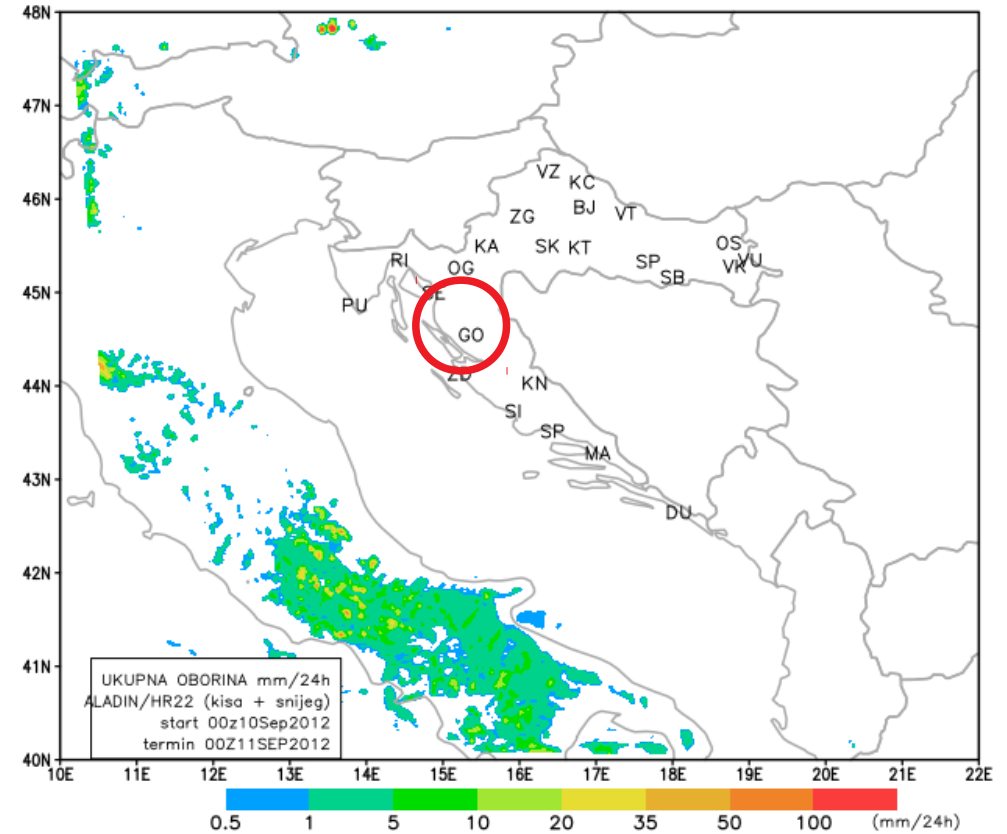 48N
47N
46N
45N
44N
43N
42N
41N
40N
VZ
KC
BJ
VT
ZG
KA
SK
KT
OS
VU
VK
SP
SB
RI
OG
SE
PU
GO
ZD
KN
SI
SP
MA
DU
UKUPNA OBORINA mm/24h
ALADIN/HR22 (kisa + snijeg)
start 00z10Sep2012
termin 00Z11SEP2012
10E 11E 12E 13E 14E 15E 16E 17E 18E 19E 20E 21E 22E
0.5 1 5 10 20 35 50 100 (mm/24h)